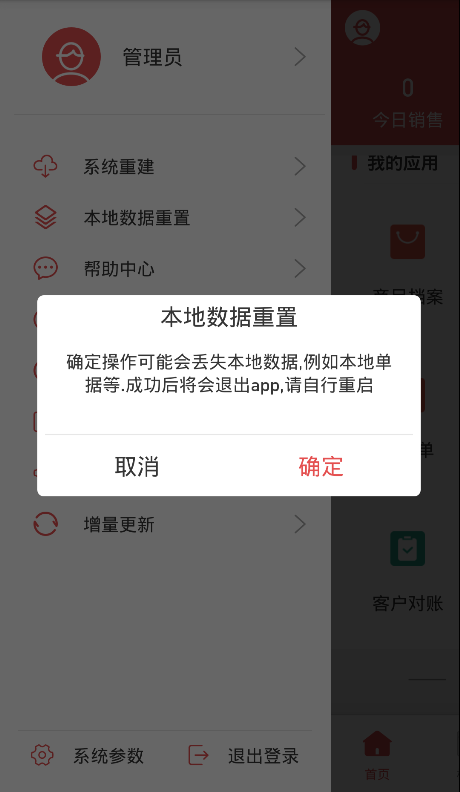 管理员
0
今日销售
我的应用
系统重建
本地数据重置
帮助中心
本地数据重置
确定操作可能会丢失本地数据,例如本地单
据等.成功后将会退出app,请自行重启
取消
确定
单
增量更新
客户对账
系统参数
退出登录
首页